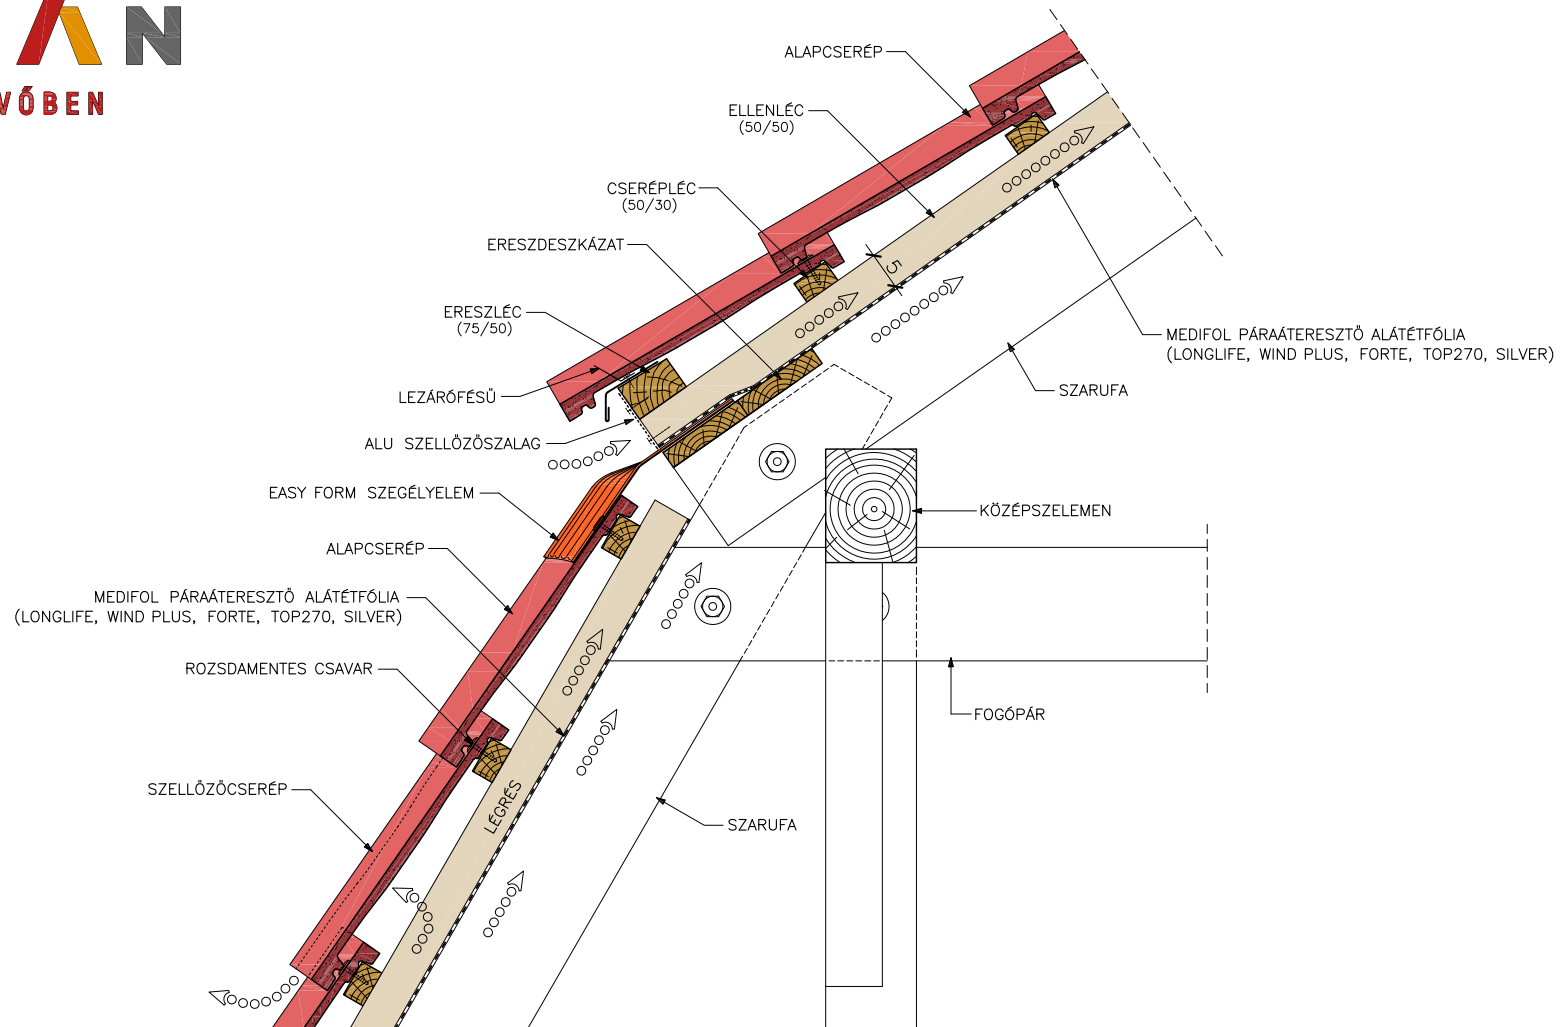 N
VŐBEN
ALAPCSERÉP
ELLENLÉC
(50/50)
CSERÉPLÉC
(50/30)
ERESZDESZKÁZAT
ERESZLÉC
(75/50)
5
LEZÁRÓFÉSŰ
ALU SZELLŐZŐSZALAG
MEDIFOL PÁRAÁTERESZTŐ ALÁTÉTFÓLIA
(LONGLIFE, WIND PLUS, FORTE, TOP270, SILVER)
SZARUFA
EASY FORM SZEGÉLYELEM
KÖZÉPSZELEMEN
ALAPCSERÉP
MEDIFOL PÁRAÁTERESZTŐ ALÁTÉTFÓLIA
(LONGLIFE, WIND PLUS, FORTE, TOP270, SILVER)
ROZSDAMENTES CSAVAR
FOGÓPÁR
SZELLŐZŐCSERÉP
LÉGRÉS
SZARUFA